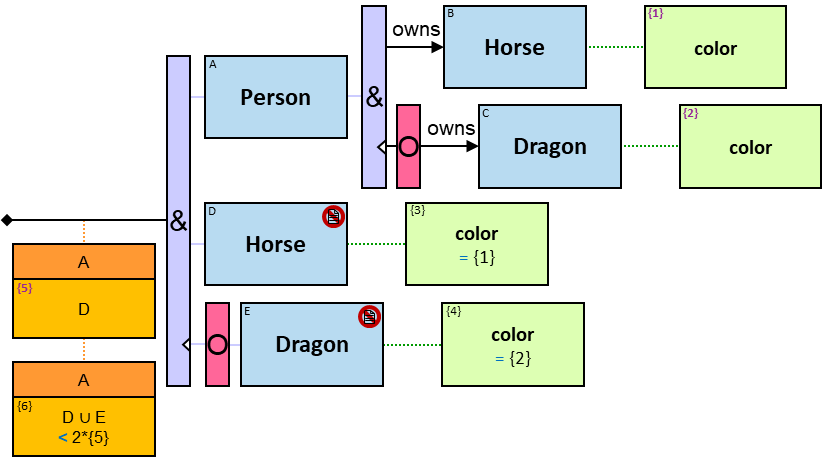 B
Horse
{1}
color
owns
A
Person
&
C
Dragon
{2}
color
O
owns
&
D
Horse
{3}
color
= {1}
A
{5}
D
O
E
Dragon
{4}
color
= {2}
A
{6}
D ∪ E
< 2*{5}